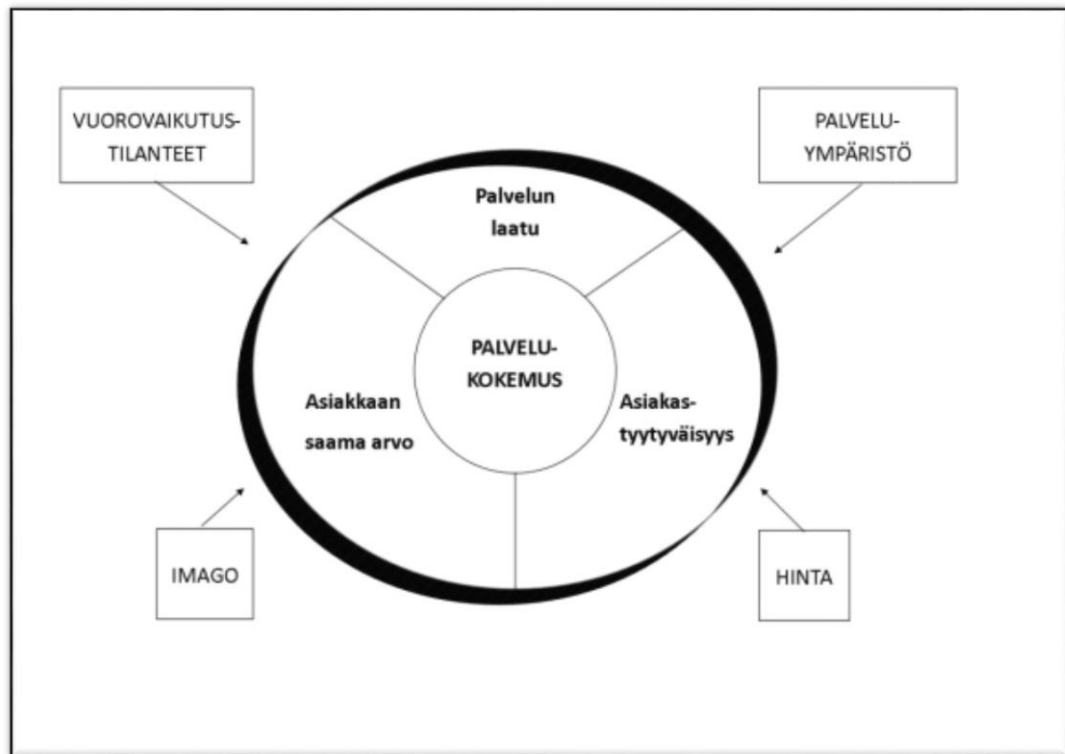 VUOROVAIKUTUS-
TILANTEET
PALVELU-
YMPÄRISTÖ
Palvelun
laatu
PALVELU-
KOKEMUS
Asiakkaan
saama arvo
Asiakas-
tyytyväisyys
IMAGO
HINTA